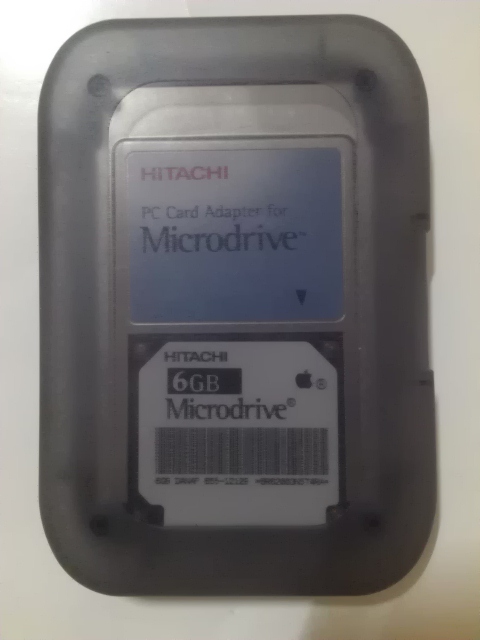 HITACHI
PC Card Adapter for
Microdrive™
HITACHI
6GB
®
Microdrive®